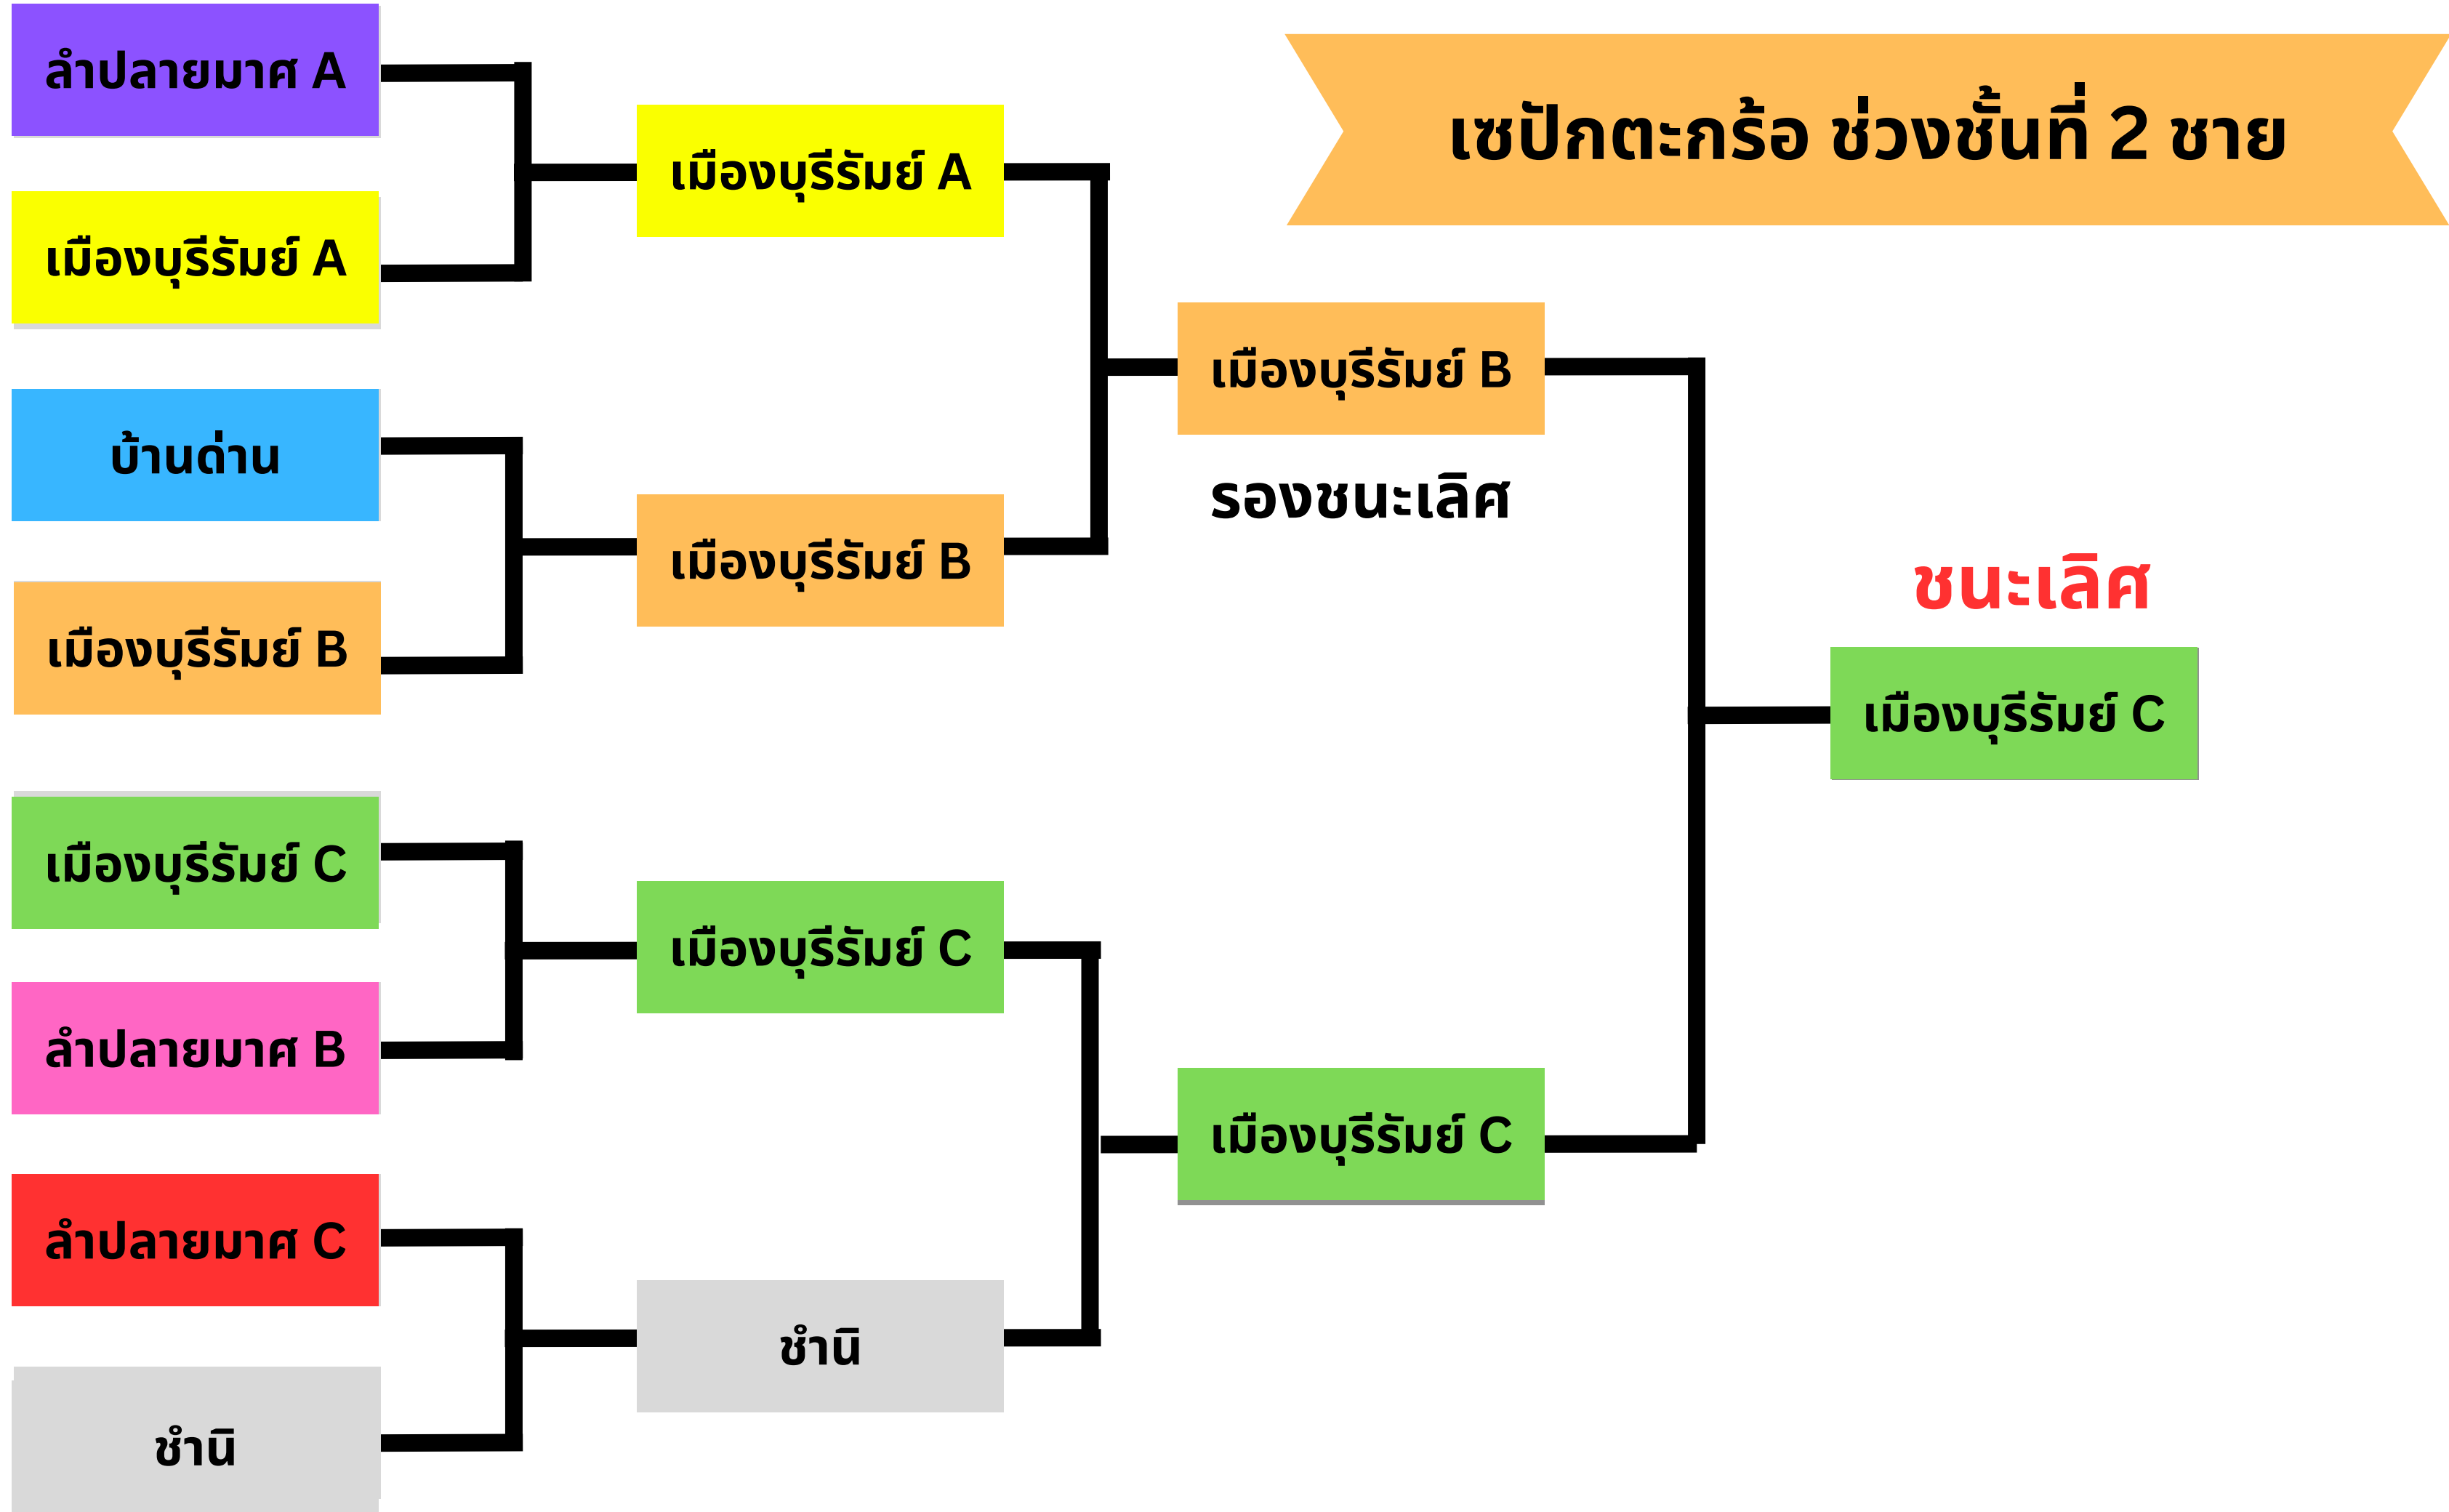 เซปักตะกร้อ ช่วงชั้นที่ 2 ชาย
ลำปลายมาศ A
เมืองบุรีรัมย์ A
บ้านด่าน
เมืองบุรีรัมย์ B
เมืองบุรีรัมย์ C
ลำปลายมาศ B
ลำปลายมาศ C
ชำนิ
เมืองบุรีรัมย์ A
เมืองบุรีรัมย์ B
เมืองบุรีรัมย์ C
ชำนิ
เมืองบุรีรัมย์ B
รองชนะเลิศ
เมืองบุรีรัมย์ C
ชนะเลิศ
เมืองบุรีรัมย์ C